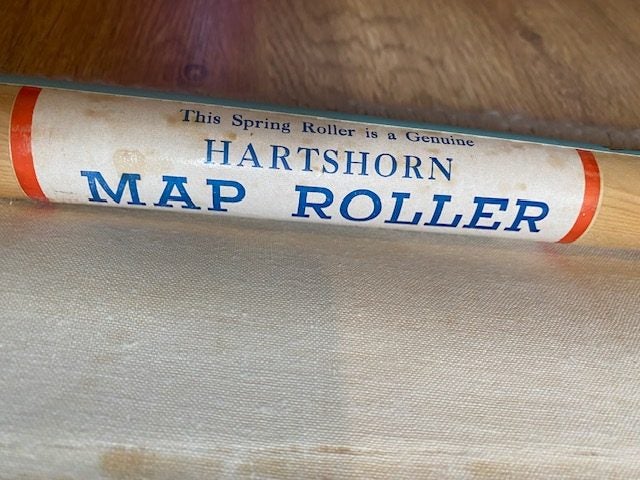 This Spring Roller is a Genuine
HARTSHORN
MAP ROLLER